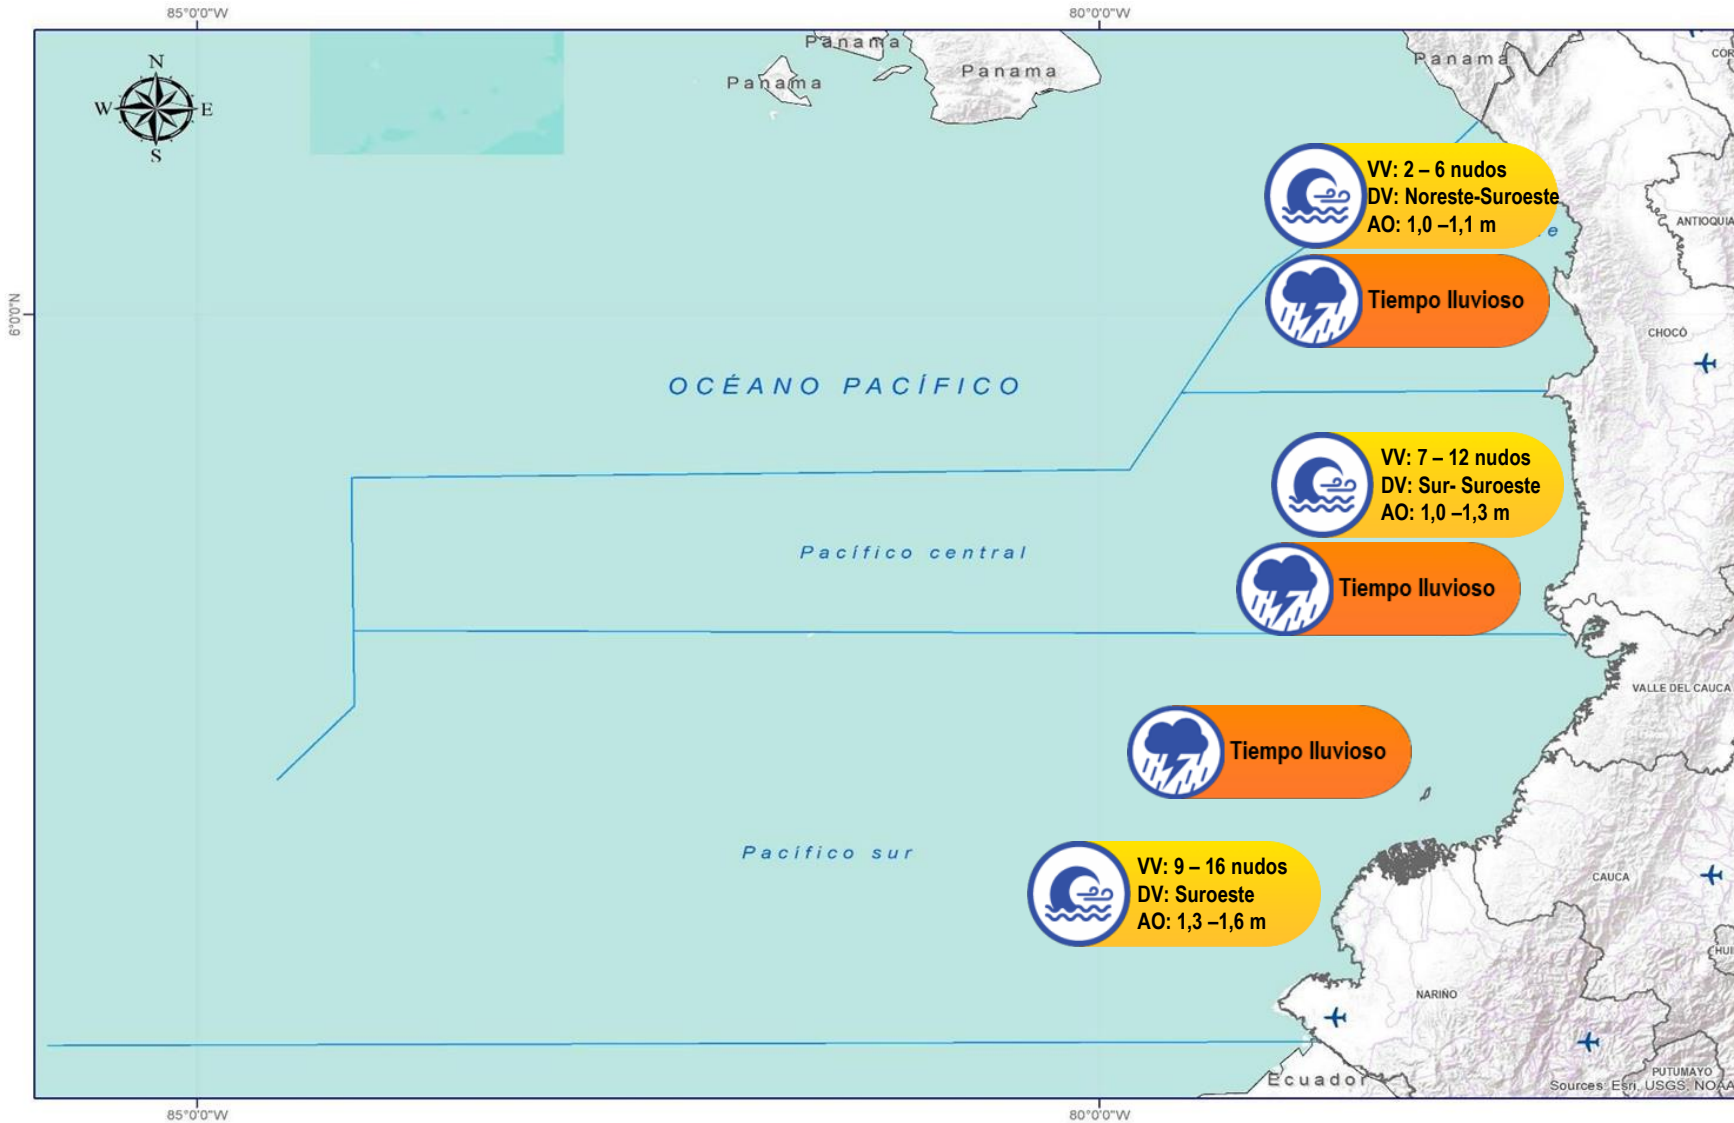 85°0'0"W
80°0'0"W
Panama
Panama
Panama
Panama
N
W
E
S
VV: 2 – 6 nudos
DV: Noreste-Suroeste
AO: 1,0 –1,1 m
ANTIOQUIA
Tiempo lluvioso
6°0'0"N
CHOCÓ
OCÉANO PACÍFICO
VV: 7 – 12 nudos
DV: Sur- Suroeste
AO: 1,0 –1,3 m
Pacífico central
Tiempo lluvioso
VALLE DEL CAUCA
Tiempo lluvioso
Pacífico sur
VV: 9 – 16 nudos
DV: Suroeste
AO: 1,3 –1,6 m
CAUCA
HUI
NARIÑO
PUTUMAYO
Ecuador
Sources: Esri, USGS, NOAA
85°0'0"W
80°0'0"W